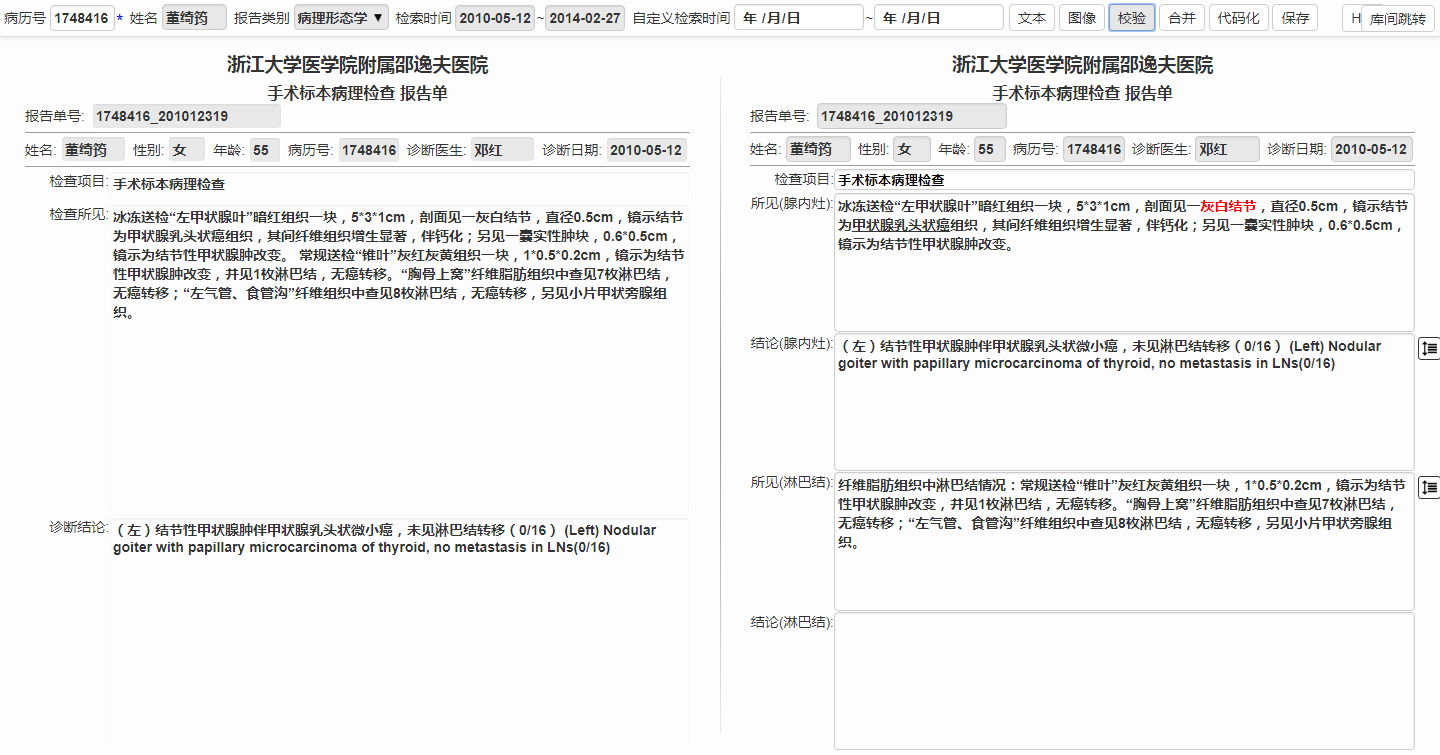 病历号 1748416 * 姓名 董绮筠 报告类别 病理形态学 ▼ 检索时间 2010-05-12 ~ 2014-02-27 自定义检索时间 年 /月/日 ~ 年 /月/日 文本 图像 校验 合并 代码化 保存 H 库间跳转
浙江大学医学院附属邵逸夫医院
手术标本病理检查 报告单
报告单号: 1748416_201012319
姓名: 董绮筠 性别: 女 年龄: 55 病历号: 1748416 诊断医生: 邓红 诊断日期: 2010-05-12
检查项目: 手术标本病理检查
检查所见: 冰冻送检“左甲状腺叶”暗红组织一块，5*3*1cm，剖面见一灰白结节，直径0.5cm，镜示结节
为甲状腺乳头状癌组织，其间纤维组织增生显著，伴钙化；另见一囊实性肿块，0.6*0.5cm，
镜示为结节性甲状腺肿改变。 常规送检“锥叶”灰红灰黄组织一块，1*0.5*0.2cm，镜示为结节
性甲状腺肿改变，并见1枚淋巴结，无癌转移。“胸骨上窝”纤维脂肪组织中查见7枚淋巴结，
无癌转移；“左气管、食管沟”纤维组织中查见8枚淋巴结，无癌转移，另见小片甲状旁腺组
织。
诊断结论: （左）结节性甲状腺肿伴甲状腺乳头状微小癌，未见淋巴结转移（0/16） (Left) Nodular
goiter with papillary microcarcinoma of thyroid, no metastasis in LNs(0/16)
浙江大学医学院附属邵逸夫医院
手术标本病理检查 报告单
报告单号: 1748416_201012319
姓名: 董绮筠 性别: 女 年龄: 55 病历号: 1748416 诊断医生: 邓红 诊断日期: 2010-05-12
检查项目: 手术标本病理检查
所见(腺内灶): 冰冻送检“左甲状腺叶”暗红组织一块，5*3*1cm，剖面见一灰白结节，直径0.5cm，镜示结节
为甲状腺乳头状癌组织，其间纤维组织增生显著，伴钙化；另见一囊实性肿块，0.6*0.5cm，
镜示为结节性甲状腺肿改变。
结论(腺内灶): （左）结节性甲状腺肿伴甲状腺乳头状微小癌，未见淋巴结转移（0/16） (Left) Nodular
goiter with papillary microcarcinoma of thyroid, no metastasis in LNs(0/16)
所见(淋巴结): 纤维脂肪组织中淋巴结情况：常规送检“锥叶”灰红灰黄组织一块，1*0.5*0.2cm，镜示为结节
性甲状腺肿改变，并见1枚淋巴结，无癌转移。“胸骨上窝”纤维脂肪组织中查见7枚淋巴结，
无癌转移；“左气管、食管沟”纤维组织中查见8枚淋巴结，无癌转移，另见小片甲状旁腺组
织。
结论(淋巴结):